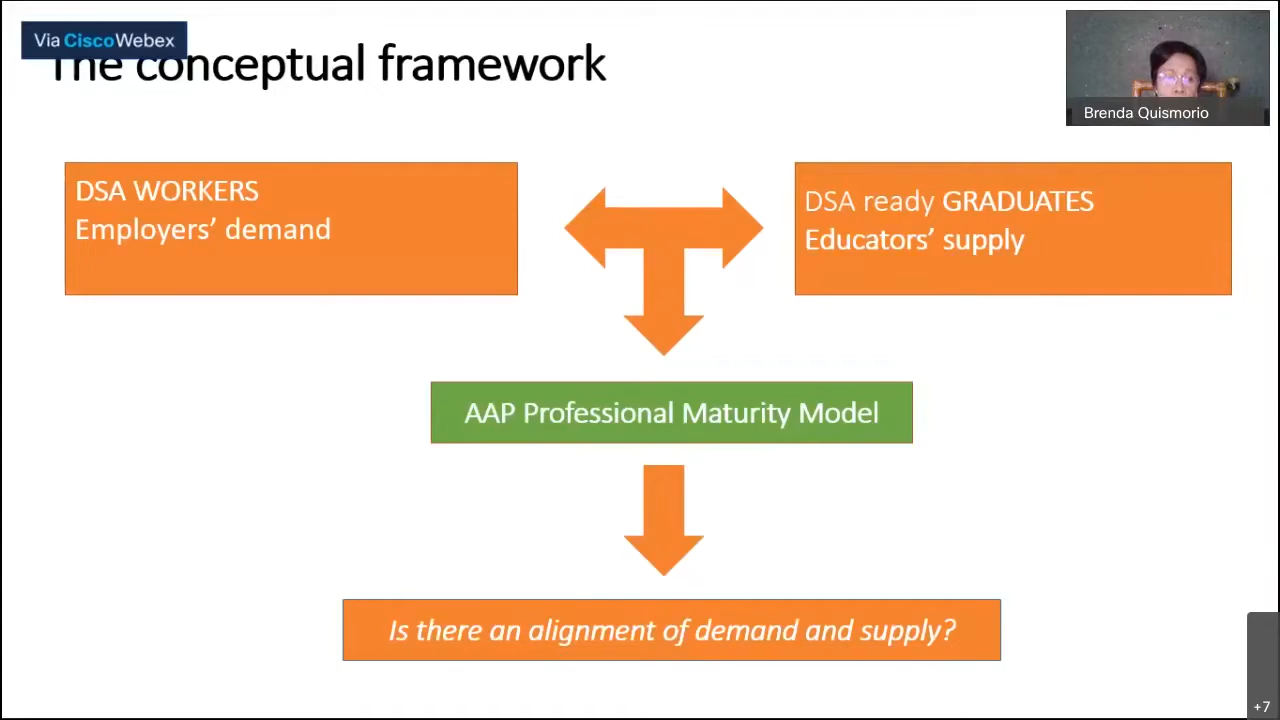 Via CiscoWebex
The conceptual framework
Brenda Quismorio
DSA WORKERS
Employers’ demand
DSA ready GRADUATES
Educators’ supply
AAP Professional Maturity Model
Is there an alignment of demand and supply?
+7